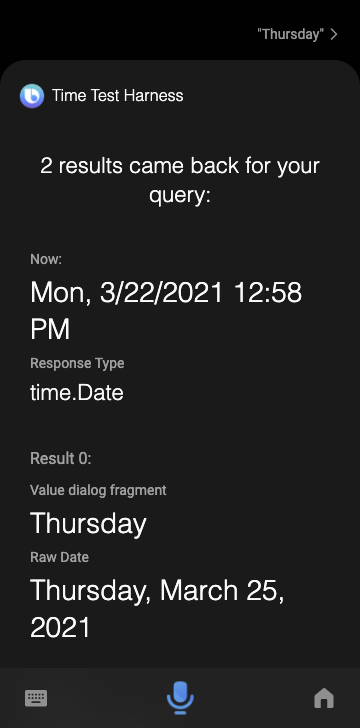 "Thursday"
Time Test Harness
2 results came back for your
query:
Now:
Mon, 3/22/2021 12:58
PM
Response Type
time.Date
Result 0:
Value dialog fragment
Thursday
Raw Date
Thursday, March 25,
2021